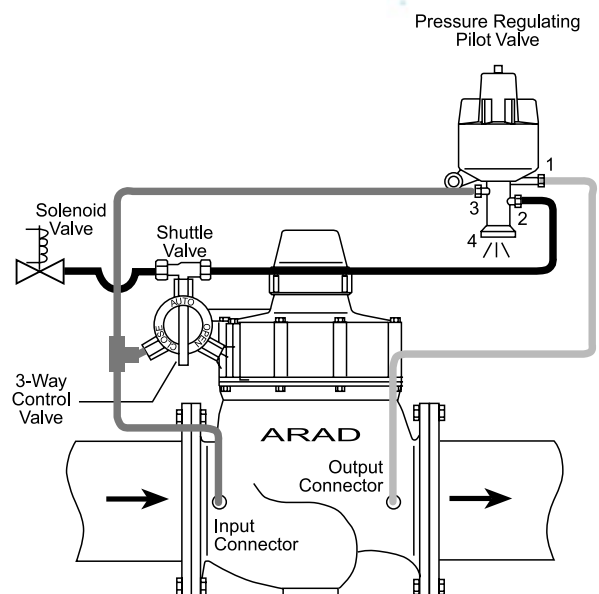 Pressure Regulating
Pilot Valve
1
3
2
4
Solenoid
Valve
Shuttle
Valve
AUTO
CLOSE
OPEN
3-Way
Control
Valve
ARAD
Output
Connector
Input
Connector